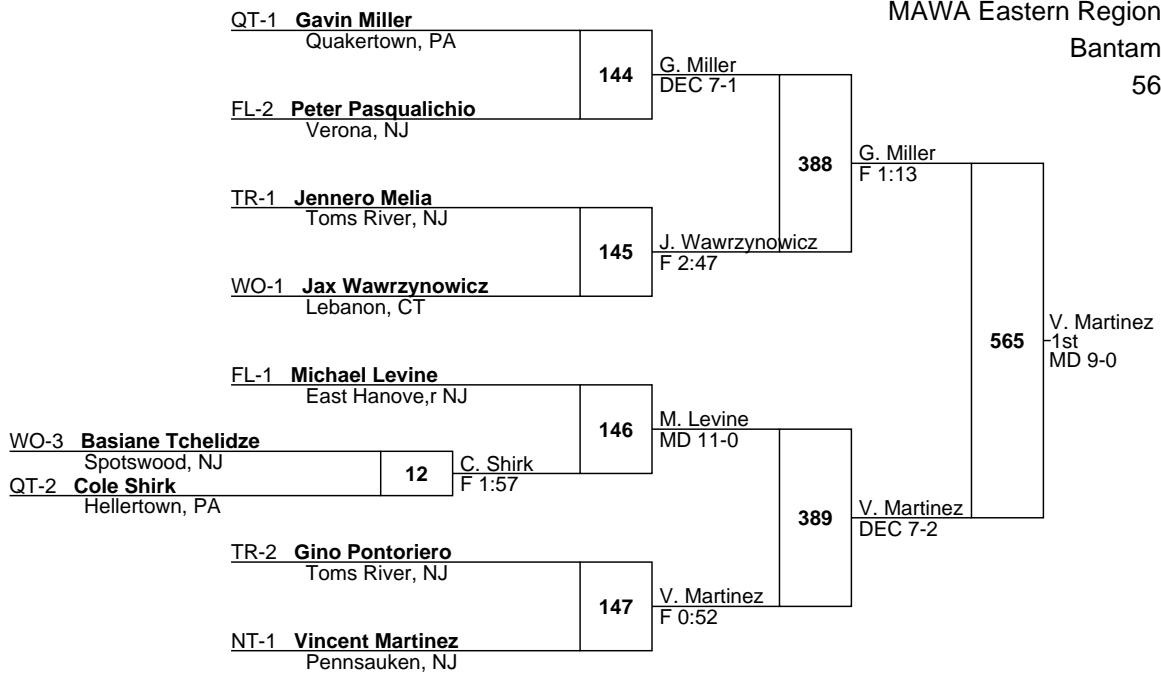 MAWA Eastern Region
Bantam
56
QT-1 Gavin Miller
Quakertown, PA
144
G. Miller
DEC 7-1
FL-2 Peter Pasqualichio
Verona, NJ
388
G. Miller
F 1:13
TR-1 Jennero Melia
Toms River, NJ
145
J. Wawrzynowicz
F 2:47
WO-1 Jax Wawrzynowicz
Lebanon, CT
565
V. Martinez
1st
MD 9-0
FL-1 Michael Levine
East Hanove,r NJ
146
M. Levine
MD 11-0
WO-3 Basiane Tchelidze
Spotswood, NJ
12
C. Shirk
F 1:57
QT-2 Cole Shirk
Hellertown, PA
389
V. Martinez
DEC 7-2
TR-2 Gino Pontoriero
Toms River, NJ
147
V. Martinez
F 0:52
NT-1 Vincent Martinez
Pennsauken, NJ